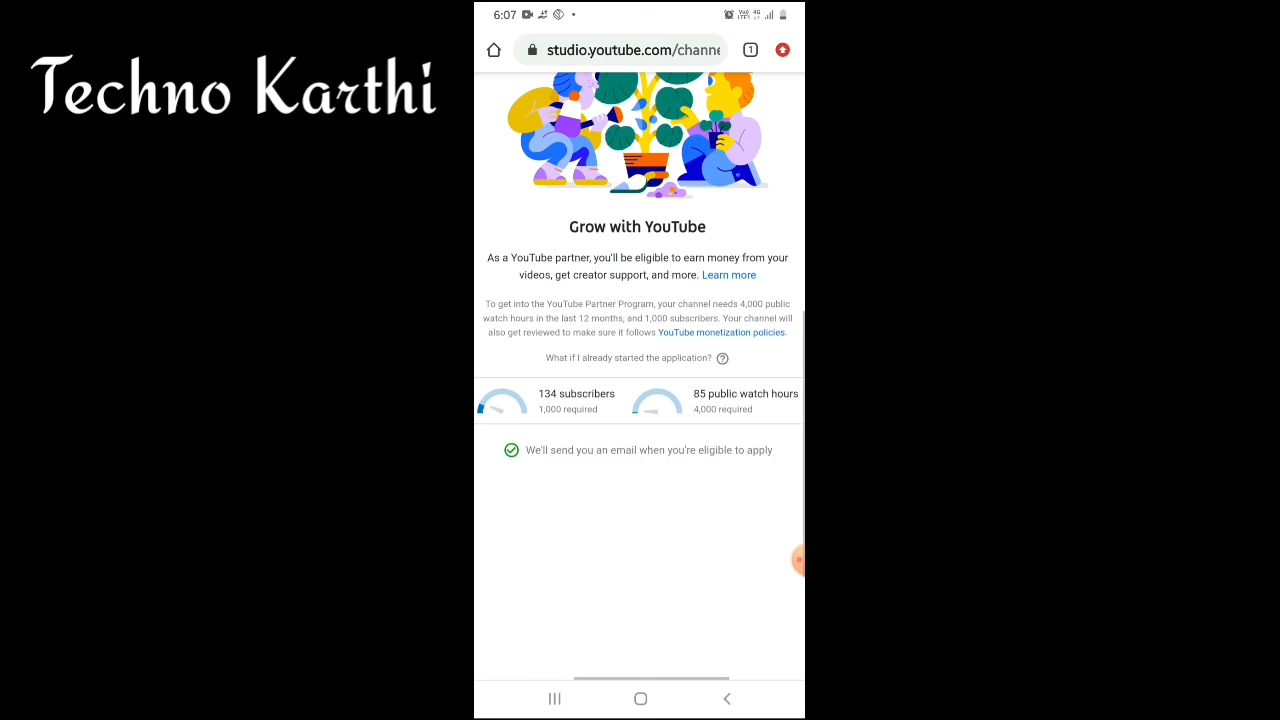 Techno Karthi
6:07
VoLTE1 4G
studio.youtube.com/channe
1
Grow with YouTube
As a YouTube partner, you'll be eligible to earn money from your
videos, get creator support, and more. Learn more
To get into the YouTube Partner Program, your channel needs 4,000 public
watch hours in the last 12 months, and 1,000 subscribers. Your channel will
also get reviewed to make sure it follows YouTube monetization policies.
What if I already started the application? ?
134 subscribers
1,000 required
85 public watch hours
4,000 required
We'll send you an email when you're eligible to apply